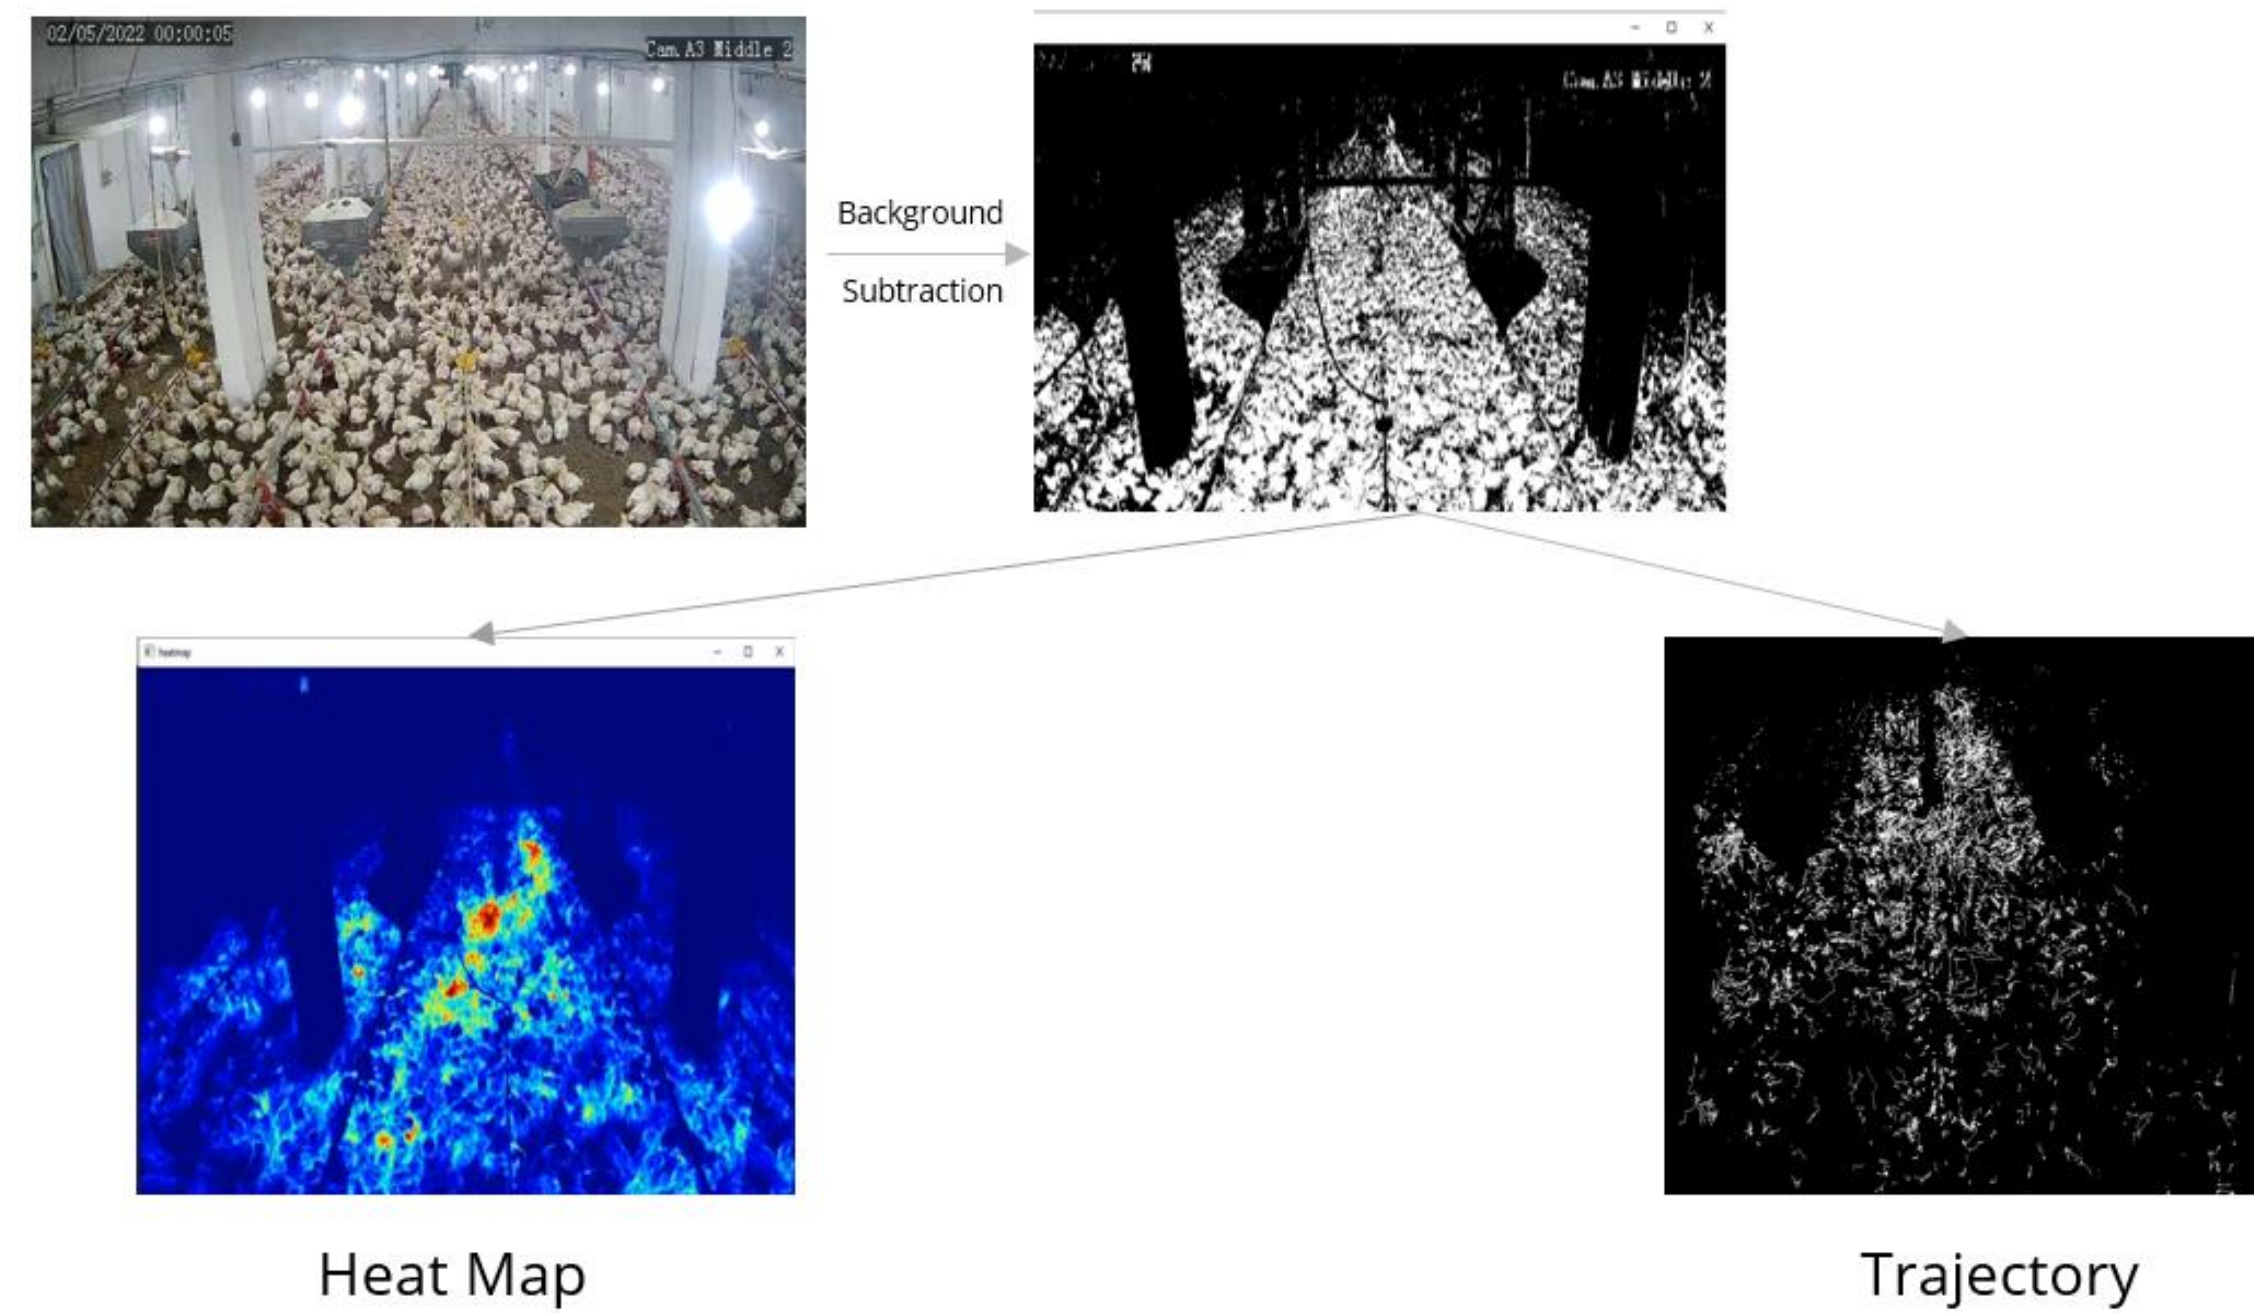 02/05/2022 00:00:05
Cam.A3 Middle 2
Background
Subtraction
Cam.A3 Middle 2
heatmap
Heat Map
Trajectory